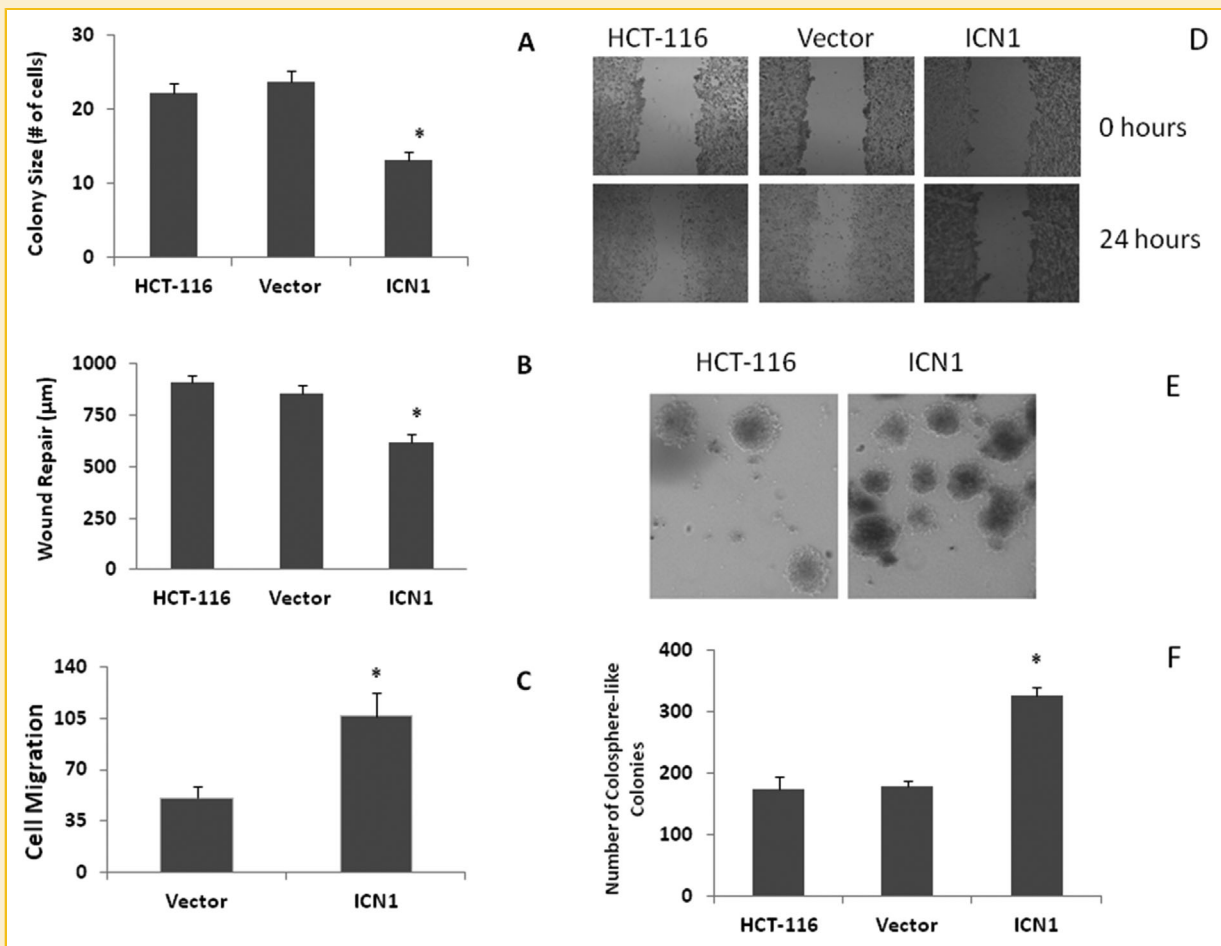 A
Colony Size (# of cells)
30
20
10
0
*
HCT-116 Vector ICN1
B
Wound Repair (µm)
1000
750
500
250
0
*
HCT-116 Vector ICN1
C
Cell Migration
140
105
70
35
0
*
Vector ICN1
D
HCT-116 Vector ICN1
0 hours
24 hours
E
HCT-116 ICN1
F
Number of Colosphere-like
Colonies
400
300
200
100
0
*
HCT-116 Vector ICN1